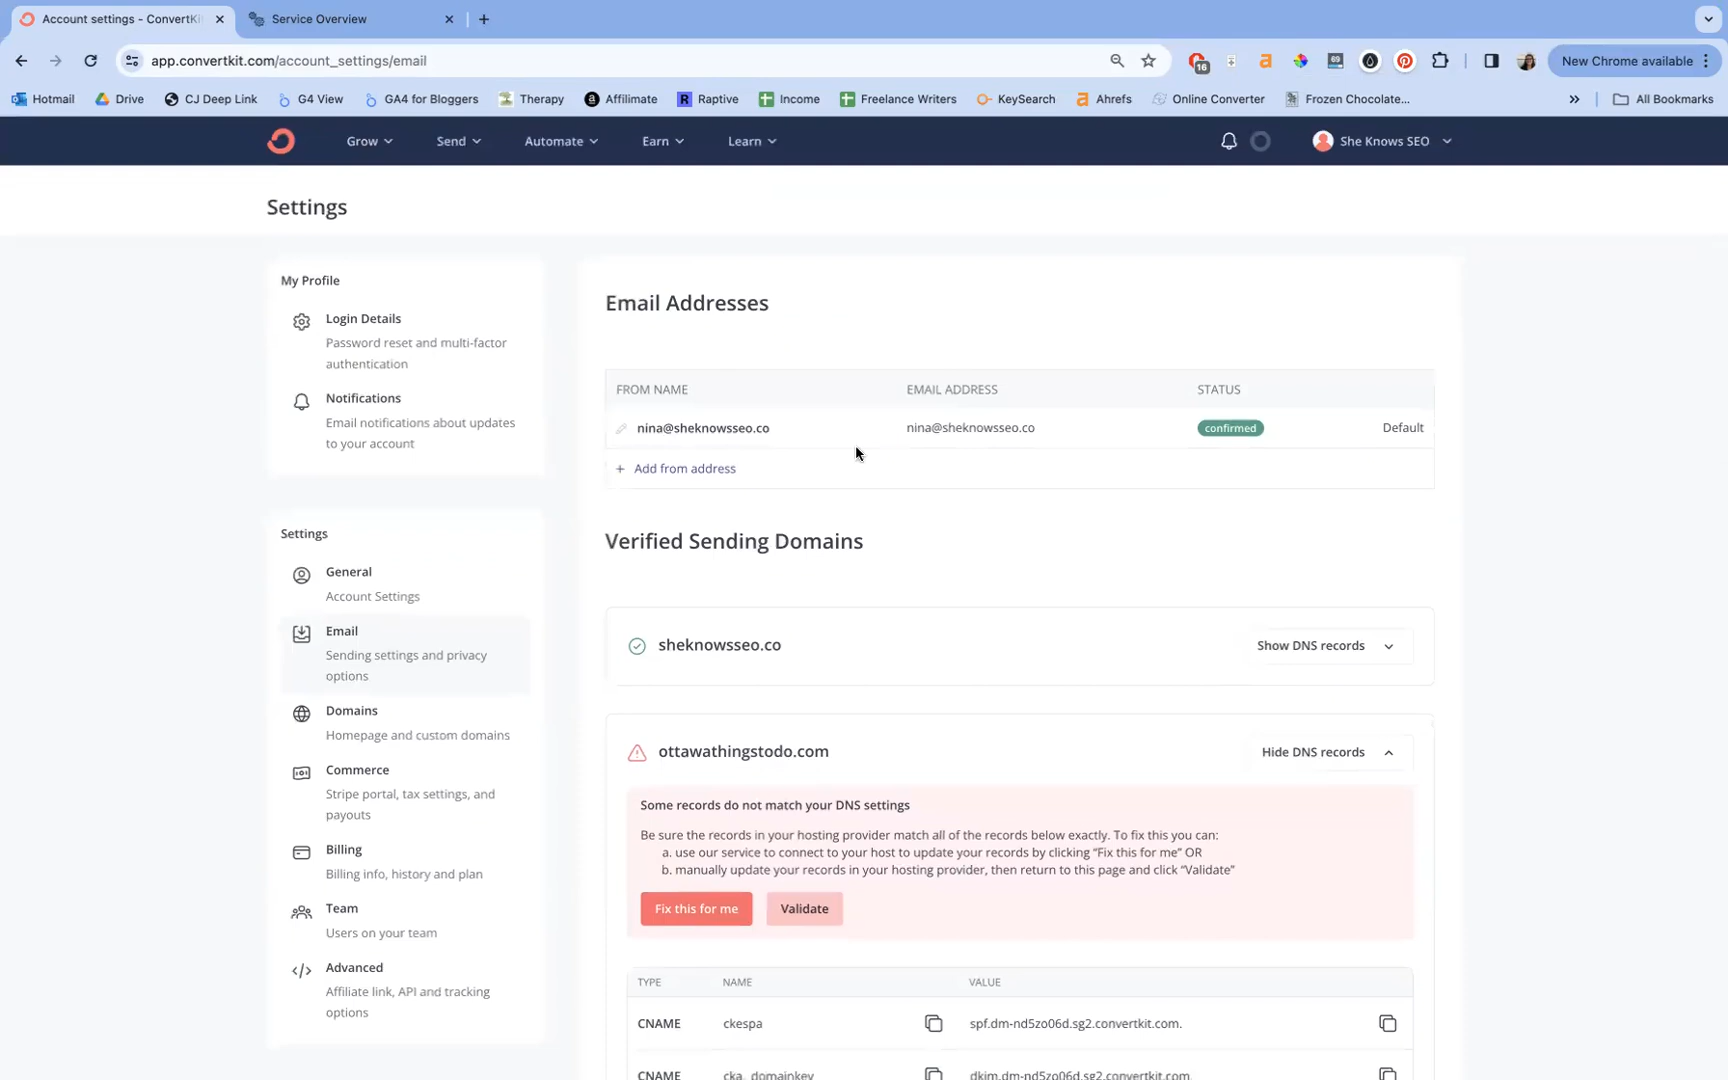 Account settings - ConvertKi
Service Overview
app.convertkit.com/account_settings/email
16
69
New Chrome available
Hotmail
Drive
CJ Deep Link
G4 View
GA4 for Bloggers
Therapy
Affilimate
Raptive
Income
Freelance Writers
KeySearch
Ahrefs
Online Converter
Frozen Chocolate...
All Bookmarks
Grow
Send
Automate
Earn
Learn
She Knows SEO
Settings
My Profile
Login Details
Password reset and multi-factor
authentication
Notifications
Email notifications about updates
to your account
Settings
General
Account Settings
Email
Sending settings and privacy
options
Domains
Homepage and custom domains
Commerce
Stripe portal, tax settings, and
payouts
Billing
Billing info, history and plan
Team
Users on your team
Advanced
Affiliate link, API and tracking
options
Email Addresses
FROM NAME EMAIL ADDRESS STATUS
nina@sheknowsseo.co nina@sheknowsseo.co confirmed Default
+ Add from address
Verified Sending Domains
sheknowsseo.co Show DNS records
ottawathingstodo.com Hide DNS records
Some records do not match your DNS settings
Be sure the records in your hosting provider match all of the records below exactly. To fix this you can:
a. use our service to connect to your host to update your records by clicking “Fix this for me” OR
b. manually update your records in your hosting provider, then return to this page and click “Validate”
Fix this for me Validate
TYPE NAME VALUE
CNAME ckespa spf.dm-nd5zo06d.sg2.convertkit.com.
CNAME cka._domainkey dkim.dm-nd5zo06d.sg2.convertkit.com.